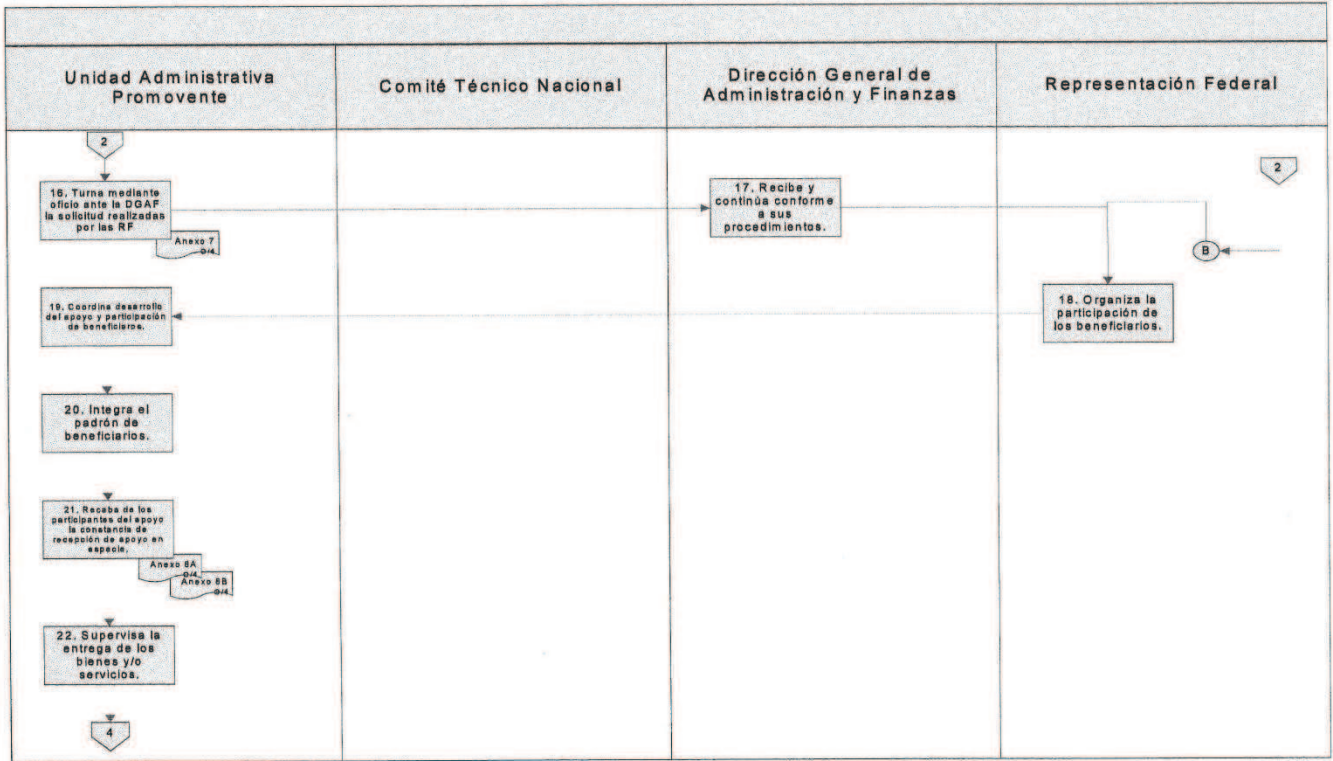 Unidad Administrativa
Promovente
Comité Técnico Nacional
Dirección General de
Administración y Finanzas
Representación Federal
2
16. Turna mediante
oficio ante la DGAF
la solicitud realizadas
por las RF
Anexo 7
O/4
17. Recibe y
continúa conforme
a sus
procedimientos.
2
B
18. Organiza la
participación de
los beneficiarios.
19. Coordina desarrollo
del apoyo y participación
de beneficiaros.
20. Integra el
padrón de
beneficiarios.
21. Recaba de los
participantes del apoyo
la constancia de
recepción de apoyo en
especie.
Anexo 8A
O/4
Anexo 8B
O/4
22. Supervisa la
entrega de los
bienes y/o
servicios.
4